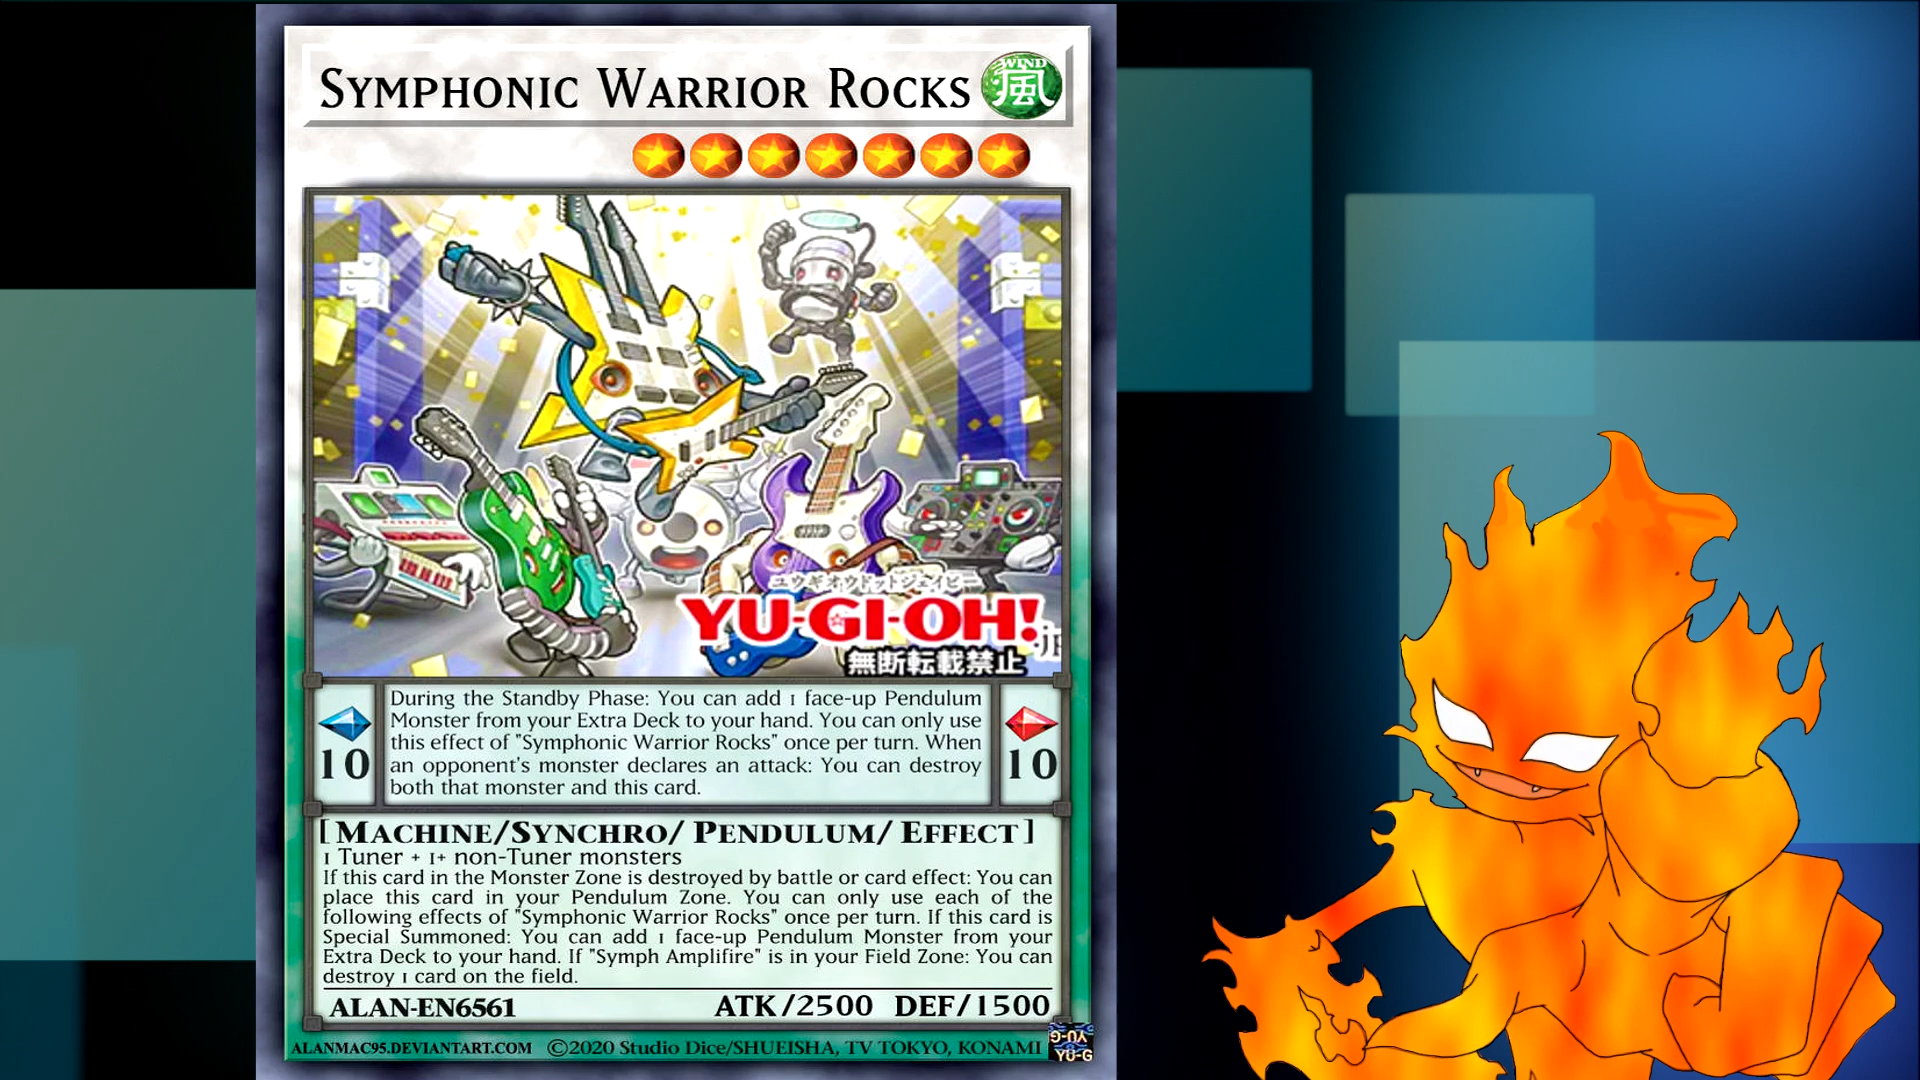 SYMPHONIC WARRIOR ROCKS
WIND
風
ユウギオウドットジェイピー
YU-GI-OH!
.jp
無断転載禁止
10
During the Standby Phase: You can add 1 face-up Pendulum
Monster from your Extra Deck to your hand. You can only use
this effect of "Symphonic Warrior Rocks" once per turn. When
an opponent's monster declares an attack: You can destroy
both that monster and this card.
10
[MACHINE/SYNCHRO/ PENDULUM/ EFFECT]
1 Tuner + 1+ non-Tuner monsters
If this card in the Monster Zone is destroyed by battle or card effect: You can
place this card in your Pendulum Zone. You can only use each of the
following effects of "Symphonic Warrior Rocks" once per turn. If this card is
Special Summoned: You can add 1 face-up Pendulum Monster from your
Extra Deck to your hand. If "Symph Amplifire" is in your Field Zone: You can
destroy 1 card on the field.
ALAN-EN6561
ATK/2500 DEF/1500
ALANMAC95.DEVIANTART.COM ©2020 Studio Dice/SHUEISHA, TV TOKYO, KONAMI